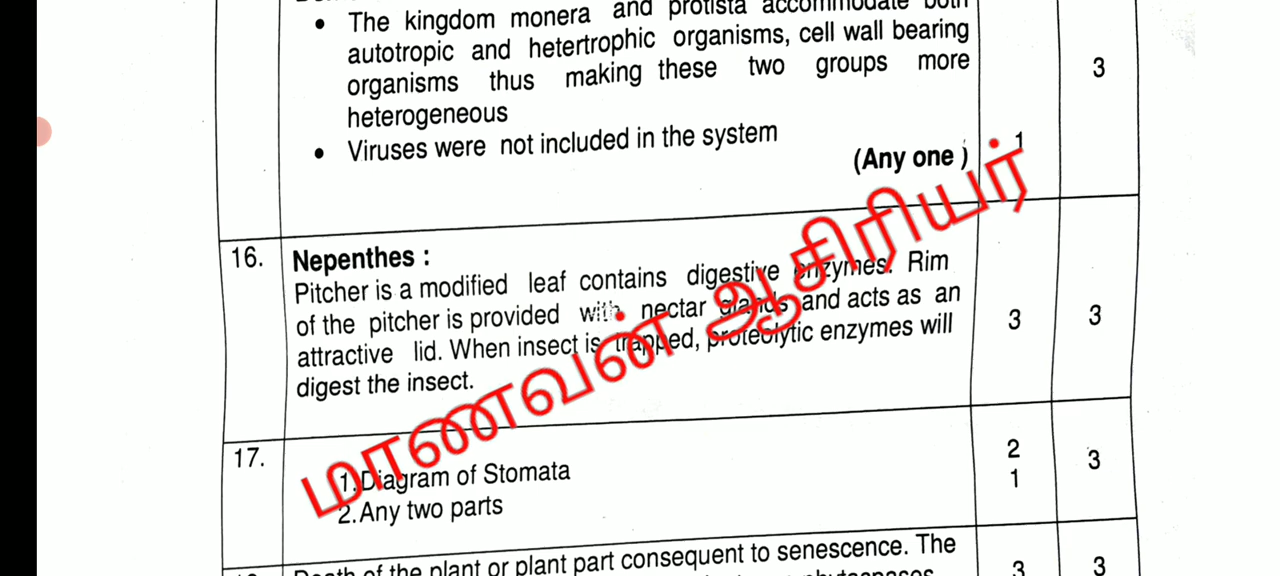 • The kingdom monera and protista accommodate both
autotropic and hetertrophic organisms, cell wall bearing
organisms thus making these two groups more
heterogeneous
3
• Viruses were not included in the system
(Any one )
1
16.
Nepenthes :
Pitcher is a modified leaf contains digestive enzymes. Rim
of the pitcher is provided with nectar glands and acts as an
attractive lid. When insect is trapped, proteolytic enzymes will
digest the insect.
3
3
மாணவன் ஆசிரியர்
17.
1.Diagram of Stomata
2.Any two parts
2
1
3
Death of the plant or plant part consequent to senescence. The
3
3